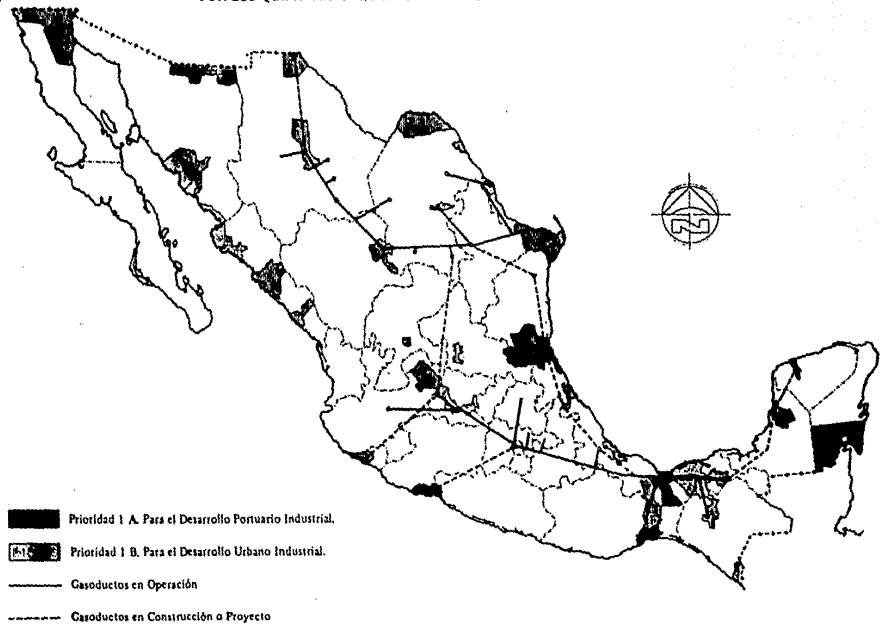 Prioridad 1 A. Para el Desarrollo Portuario Industrial.
Prioridad 1 B. Para el Desarrollo Urbano Industrial.
Gasoductos en Operación
Gasoductos en Construcción o Proyecto